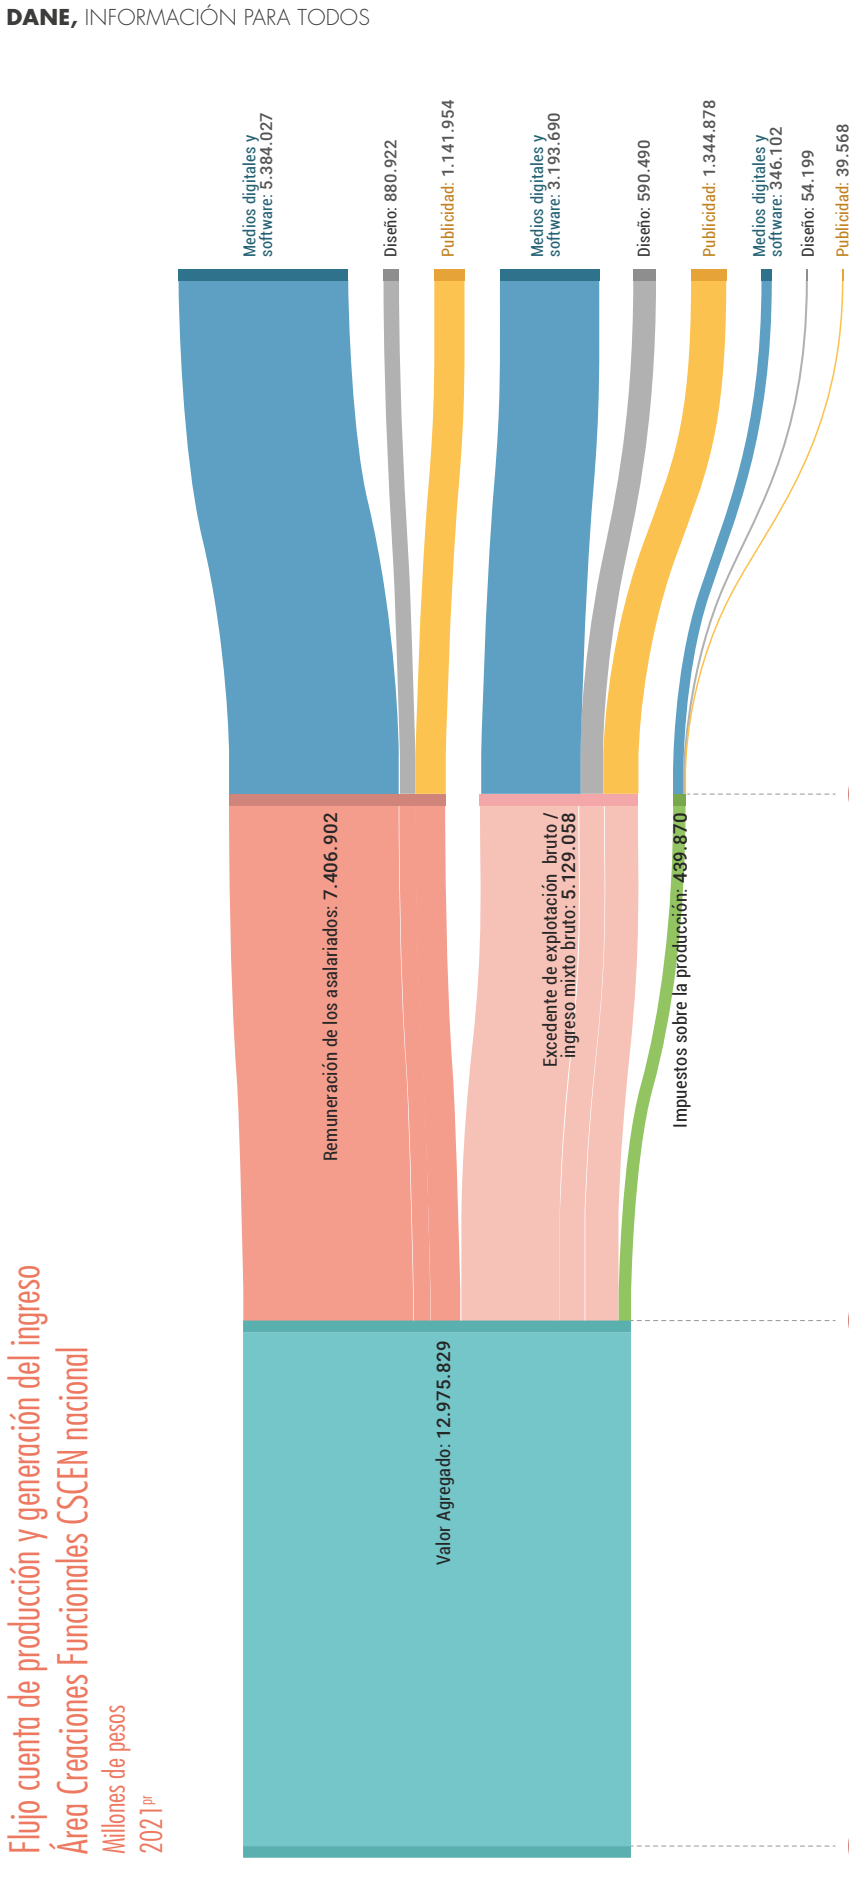 DANE, INFORMACIÓN PARA TODOS
Flujo cuenta de producción y generación del ingreso
Área Creaciones Funcionales CSCEN nacional
Millones de pesos
2021pr
Valor Agregado: 12.975.829
Remuneración de los asalariados: 7.406.902
Excedente de explotación bruto /
ingreso mixto bruto: 5.129.058
Impuestos sobre la producción: 439.870
Medios digitales y
software: 5.384.027
Diseño: 880.922
Publicidad: 1.141.954
Medios digitales y
software: 3.193.690
Diseño: 590.490
Publicidad: 1.344.878
Medios digitales y
software: 346.102
Diseño: 54.199
Publicidad: 39.568